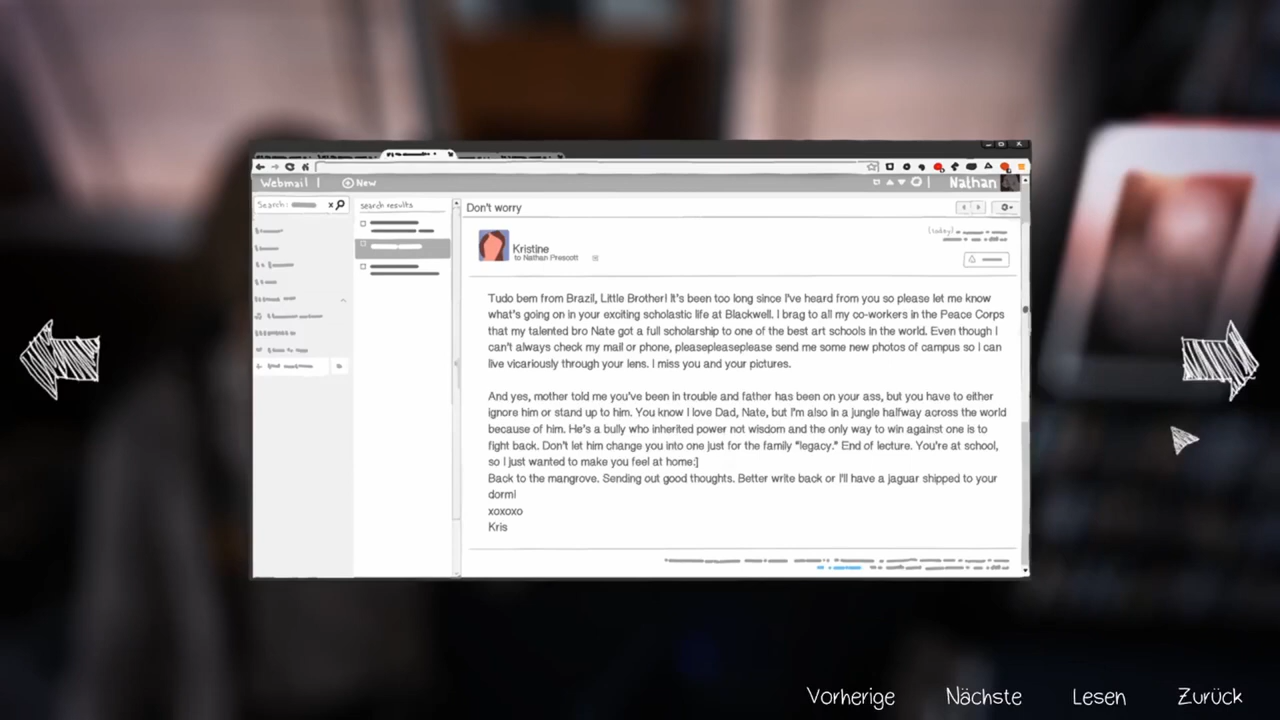 Webmail | New
Nathan
Search:
x
search results
Don't worry
[today]
Kristine
to Nathan Prescott
Tudo bem from Brazil, Little Brother! It's been too long since I've heard from you so please let me know
what's going on in your exciting scholastic life at Blackwell. I brag to all my co-workers in the Peace Corps
that my talented bro Nate got a full scholarship to one of the best art schools in the world. Even though I
can't always check my mail or phone, pleasepleaseplease send me some new photos of campus so I can
live vicariously through your lens. I miss you and your pictures.
And yes, mother told me you've been in trouble and father has been on your ass, but you have to either
ignore him or stand up to him. You know I love Dad, Nate, but I'm also in a jungle halfway across the world
because of him. He's a bully who inherited power not wisdom and the only way to win against one is to
fight back. Don't let him change you into one just for the family "legacy." End of lecture. You're at school,
so I just wanted to make you feel at home:]
Back to the mangrove. Sending out good thoughts. Better write back or I'll have a jaguar shipped to your
dorm!
xoxoxo
Kris
Vorherige
Nächste
Lesen
Zurück